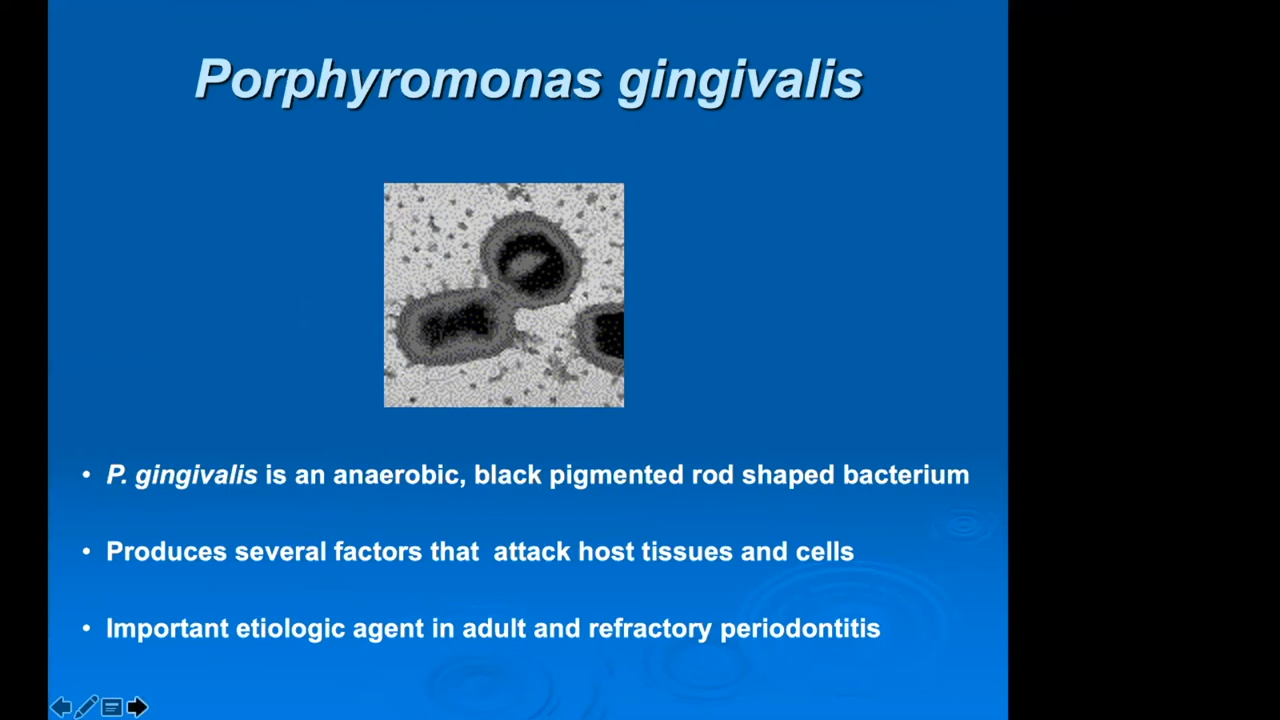 Porphyromonas gingivalis
• P. gingivalis is an anaerobic, black pigmented rod shaped bacterium
• Produces several factors that  attack host tissues and cells
• Important etiologic agent in adult and refractory periodontitis